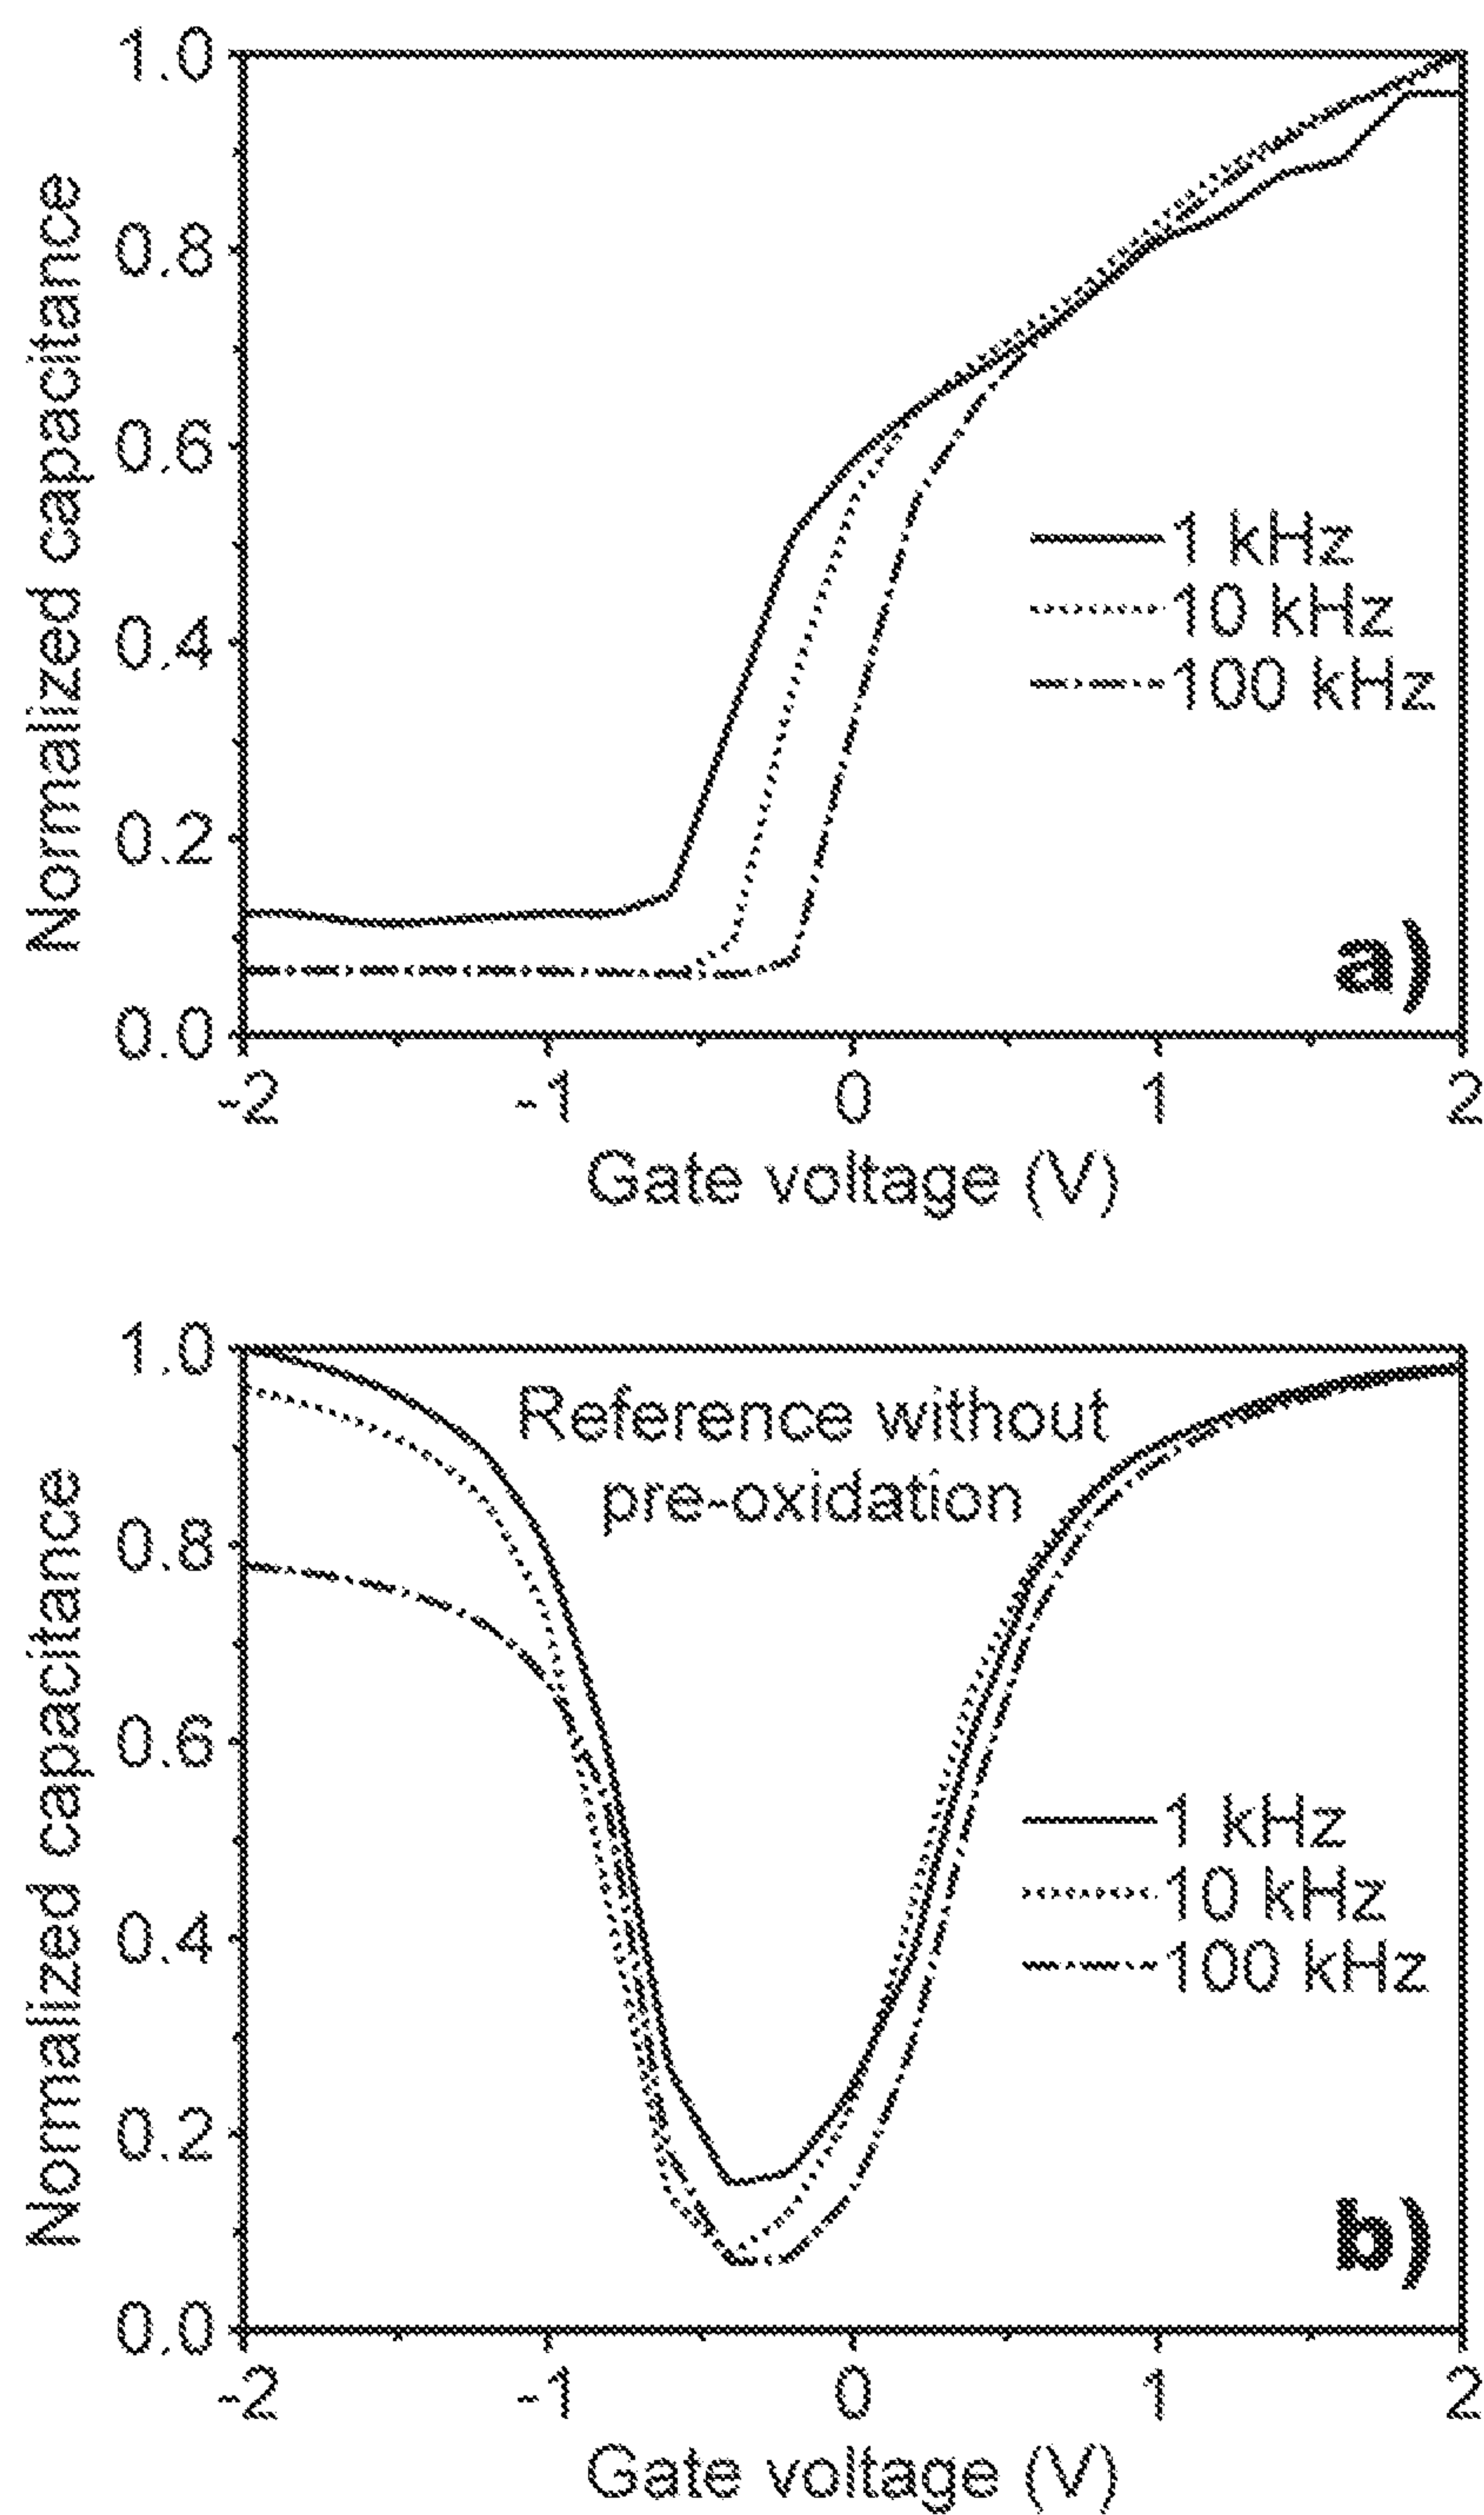 1.0
0.8
0.6
0.4
0.2
0.0
Normalized capacitance
1 kHz
10 kHz
100 kHz
a)
-2 -1 0 1 2
Gate voltage (V)
1.0
0.8
0.6
0.4
0.2
0.0
Normalized capacitance
Reference without
pre-oxidation
1 kHz
10 kHz
100 kHz
b)
-2 -1 0 1 2
Gate voltage (V)